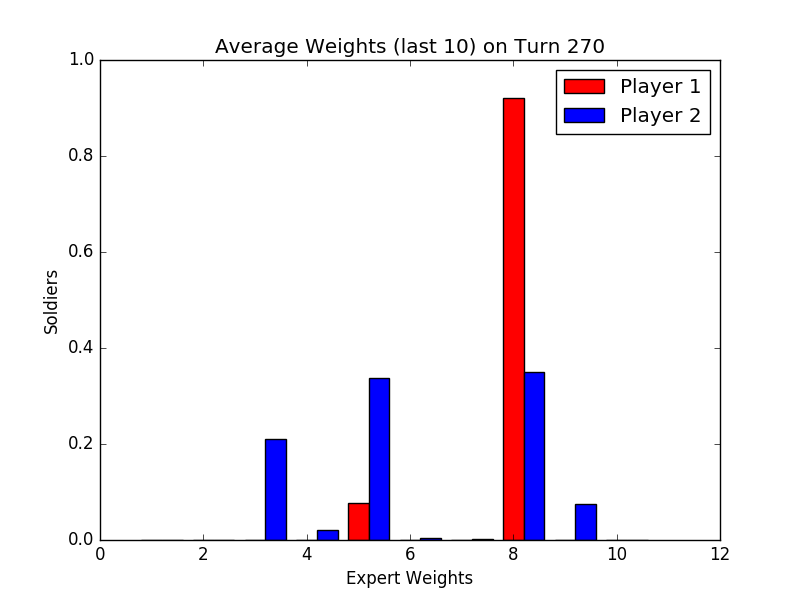 Average Weights (last 10) on Turn 270
Player 1
Player 2
1.0
0.8
0.6
0.4
0.2
0.0
Soldiers
0 2 4 6 8 10 12
Expert Weights